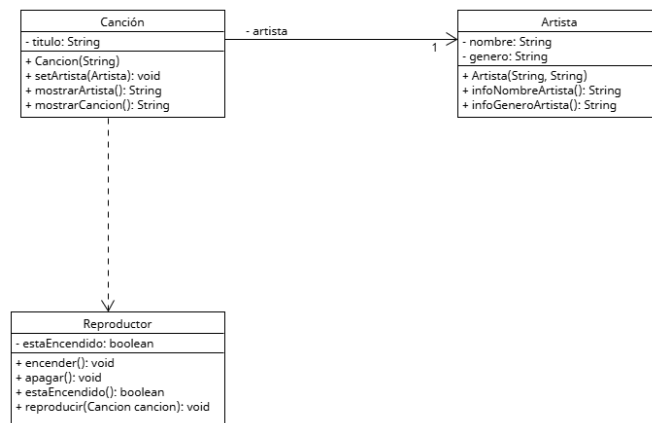 Canción
- titulo: String
+ Cancion(String)
+ setArtista(Artista): void
+ mostrarArtista(): String
+ mostrarCancion(): String
- artista
1
Artista
- nombre: String
- genero: String
+ Artista(String, String)
+ infoNombreArtista(): String
+ infoGeneroArtista(): String
Reproductor
- estaEncendido: boolean
+ encender(): void
+ apagar(): void
+ estaEncendido(): boolean
+ reproducir(Cancion cancion): void